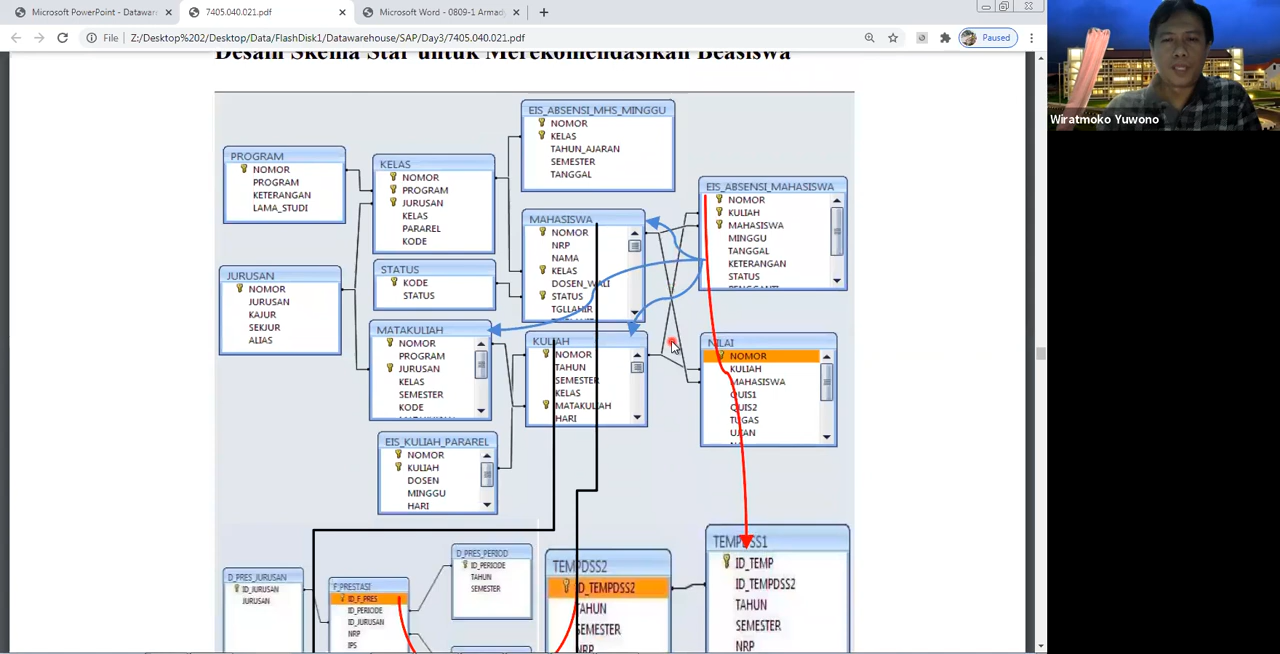 Microsoft PowerPoint - Dataware
7405.040.021.pdf
Microsoft Word - 0809-1 Armad
File
Z:/Desktop%202/Desktop/Data/FlashDisk1/Datawarehouse/SAP/Day3/7405.040.021.pdf
Paused
Desain Skema Star untuk Merekomendasikan Beasiswa
Wiratmoko Yuwono
EIS_ABSENSI_MHS_MINGGU
NOMOR
KELAS
TAHUN_AJARAN
SEMESTER
TANGGAL
PROGRAM
NOMOR
PROGRAM
KETERANGAN
LAMA_STUDI
KELAS
NOMOR
PROGRAM
JURUSAN
KELAS
PARAREL
KODE
EIS_ABSENSI_MAHASISWA
NOMOR
KULIAH
MAHASISWA
MINGGU
TANGGAL
KETERANGAN
STATUS
MAHASISWA
NOMOR
NRP
NAMA
KELAS
DOSEN_WALI
STATUS
TGLLAHIR
JURUSAN
NOMOR
JURUSAN
KAJUR
SEKJUR
ALIAS
STATUS
KODE
STATUS
MATAKULIAH
NOMOR
PROGRAM
JURUSAN
KELAS
SEMESTER
KODE
KULIAH
NOMOR
TAHUN
SEMESTER
KELAS
MATAKULIAH
HARI
NILAI
NOMOR
KULIAH
MAHASISWA
QUIS1
QUIS2
TUGAS
UJIAN
EIS_KULIAH_PARAREL
NOMOR
KULIAH
DOSEN
MINGGU
HARI
D_PRES_JURUSAN
ID_JURUSAN
JURUSAN
F_PRESTASI
ID_F_PRES
ID_PERIODE
ID_JURUSAN
NRP
IPS
D_PRES_PERIOD
ID_PERIODE
TAHUN
SEMESTER
TEMPDSS2
ID_TEMPDSS2
TAHUN
SEMESTER
NRP
TEMPDSS1
ID_TEMP
ID_TEMPDSS2
TAHUN
SEMESTER
NRP